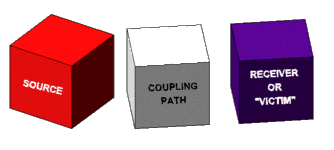 SOURCE
COUPLING
PATH
RECEIVER
OR
"VICTIM"